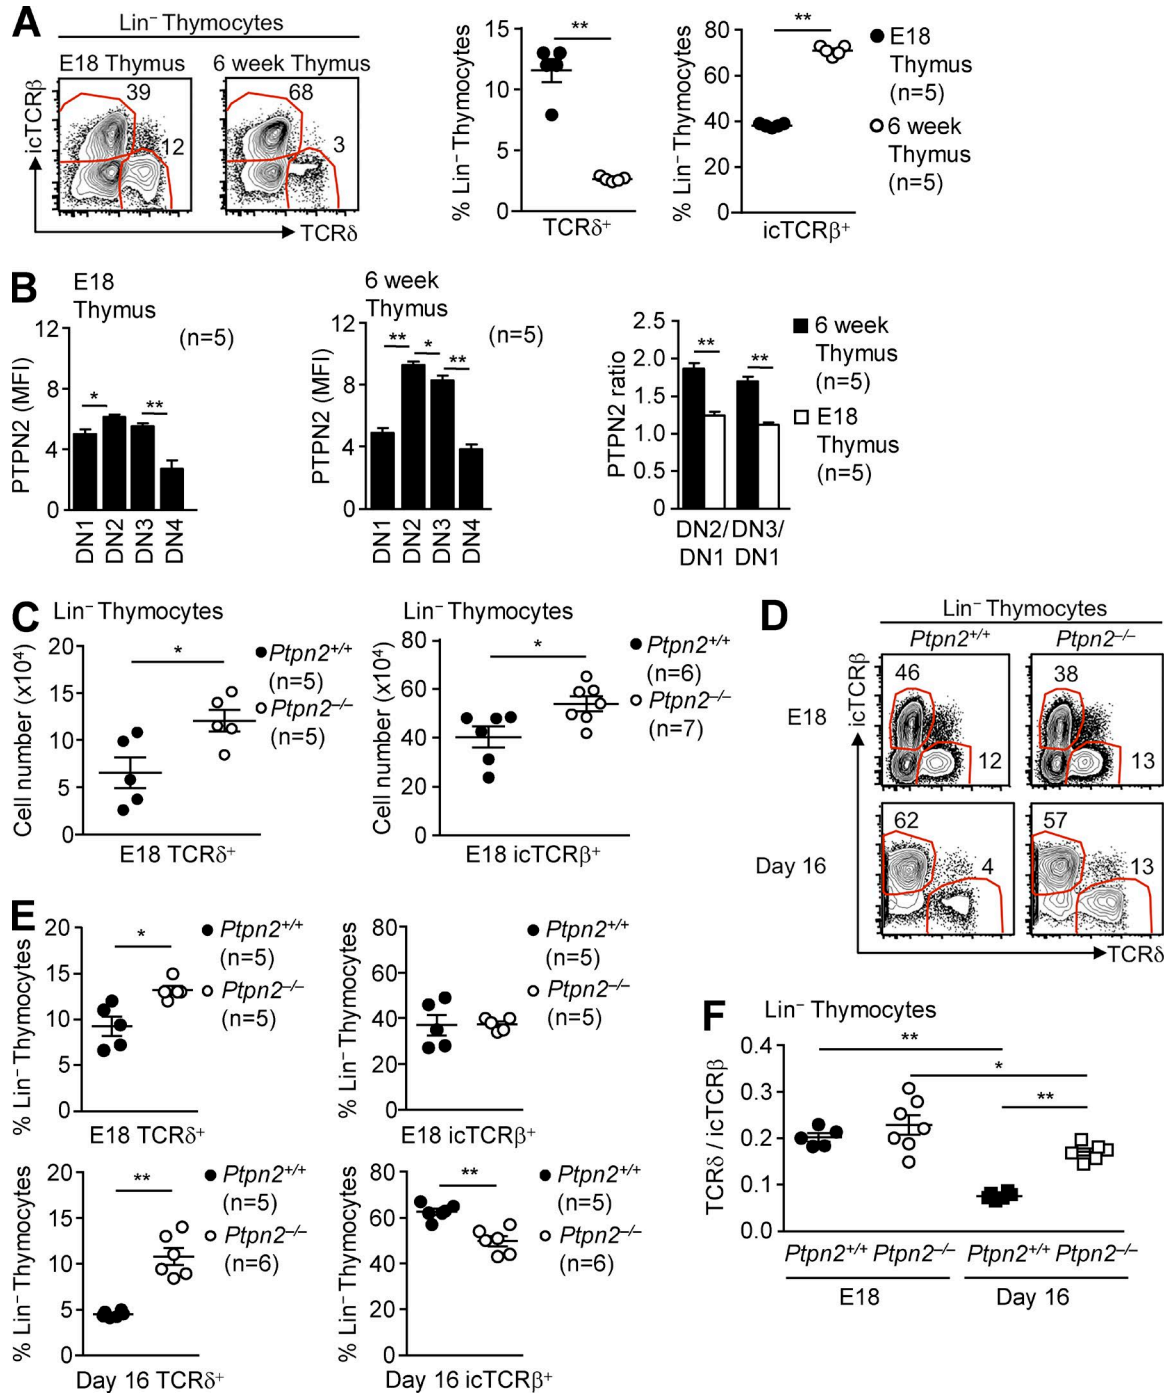 A
Lin– Thymocytes
E18 Thymus
6 week Thymus
icTCRβ
39
12
68
3
TCRδ
% Lin– Thymocytes
15
10
5
0
**
TCRδ+
% Lin– Thymocytes
80
60
40
20
0
**
icTCRβ+
E18
Thymus
(n=5)
6 week
Thymus
(n=5)
B
E18
Thymus
(n=5)
PTPN2 (MFI)
12
8
4
0
*
**
DN1
DN2
DN3
DN4
6 week
Thymus
(n=5)
PTPN2 (MFI)
12
8
4
0
**
*
**
DN1
DN2
DN3
DN4
PTPN2 ratio
2.5
2.0
1.5
1.0
0.5
0
**
**
DN2/
DN1
DN3/
DN1
6 week
Thymus
(n=5)
E18
Thymus
(n=5)
C
Lin– Thymocytes
Cell number (x10⁴)
20
15
10
5
0
*
E18 TCRδ+
Ptpn2+/+
(n=5)
Ptpn2–/–
(n=5)
Lin– Thymocytes
Cell number (x10⁴)
80
60
40
20
0
*
E18 icTCRβ+
Ptpn2+/+
(n=6)
Ptpn2–/–
(n=7)
D
Lin– Thymocytes
Ptpn2+/+
Ptpn2–/–
icTCRβ
E18
46
12
38
13
Day 16
62
4
57
13
TCRδ
E
% Lin– Thymocytes
20
15
10
5
0
*
E18 TCRδ+
Ptpn2+/+
(n=5)
Ptpn2–/–
(n=5)
% Lin– Thymocytes
80
60
40
20
0
E18 icTCRβ+
Ptpn2+/+
(n=5)
Ptpn2–/–
(n=5)
% Lin– Thymocytes
20
15
10
5
0
**
Day 16 TCRδ+
Ptpn2+/+
(n=5)
Ptpn2–/–
(n=6)
% Lin– Thymocytes
80
60
40
20
0
**
Day 16 icTCRβ+
Ptpn2+/+
(n=5)
Ptpn2–/–
(n=6)
F
Lin– Thymocytes
TCRδ / icTCRβ
0.4
0.3
0.2
0.1
0.0
**
*
**
Ptpn2+/+ Ptpn2–/–
Ptpn2+/+ Ptpn2–/–
E18
Day 16